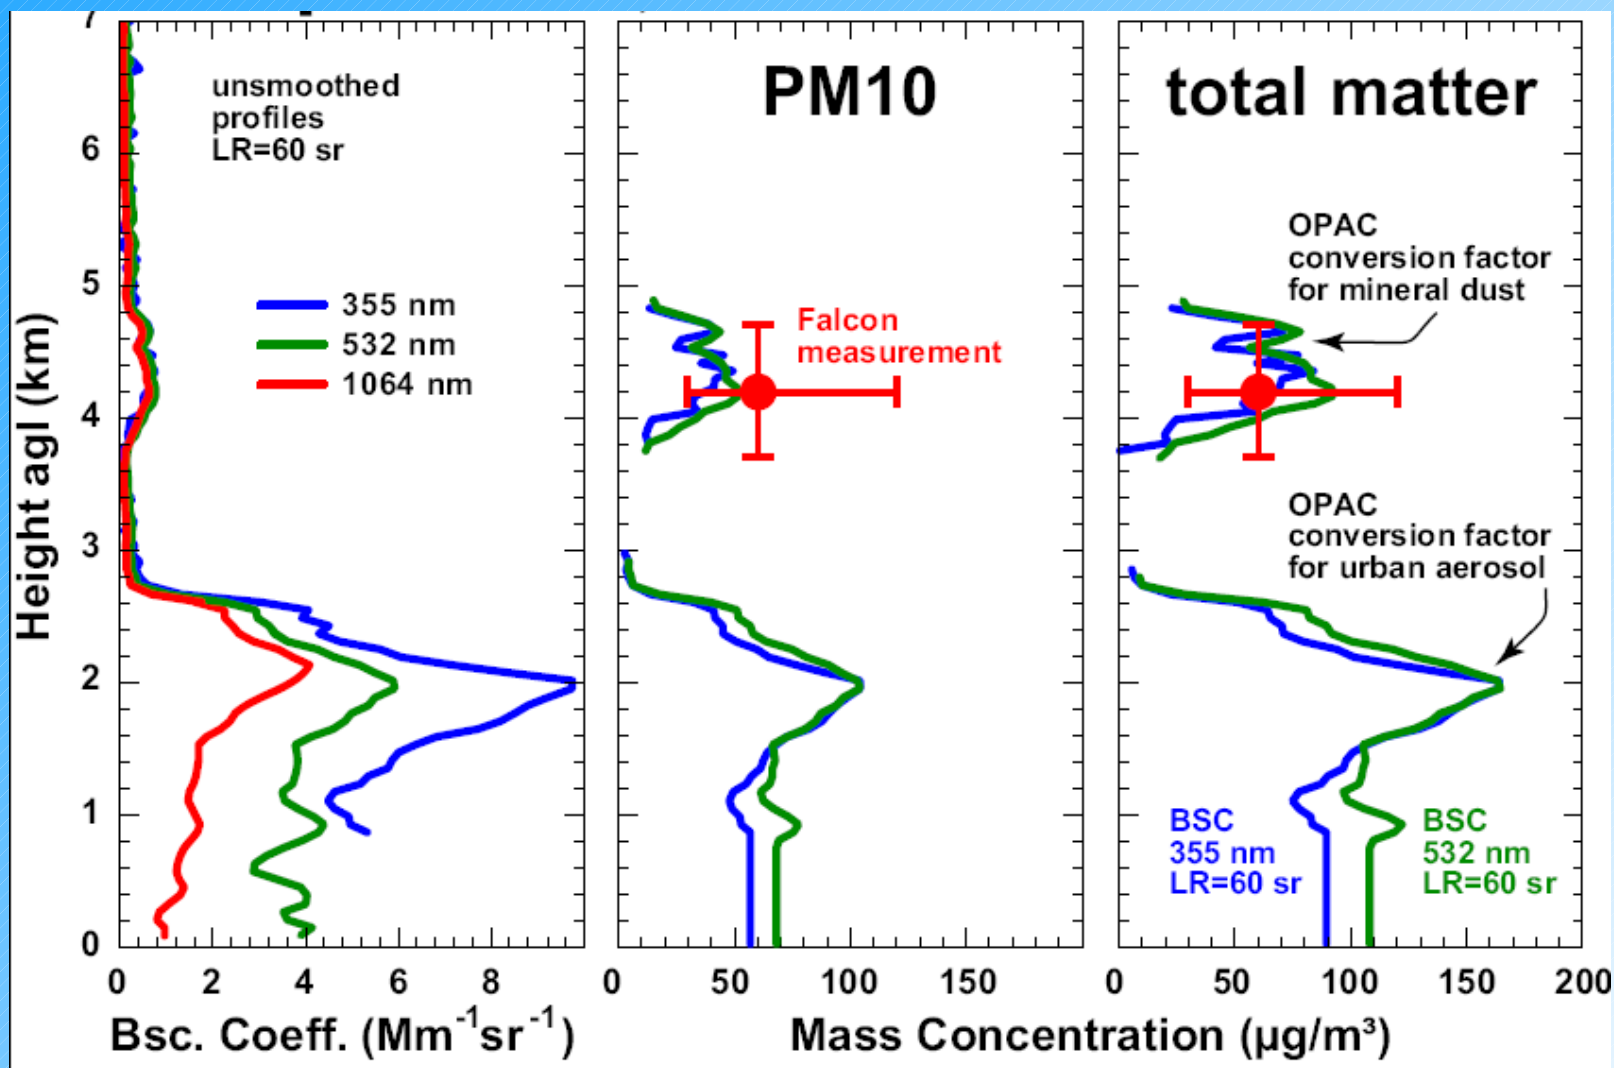 unsmoothed
profiles
LR=60 sr
355 nm
532 nm
1064 nm
Height agl (km)
7
6
5
4
3
2
1
0
0 2 4 6 8
Bsc. Coeff. (Mm⁻¹sr⁻¹)
PM10
Falcon
measurement
0 50 100 150
total matter
OPAC
conversion factor
for mineral dust
OPAC
conversion factor
for urban aerosol
BSC
355 nm
LR=60 sr
BSC
532 nm
LR=60 sr
0 50 100 150 200
Mass Concentration (µg/m³)